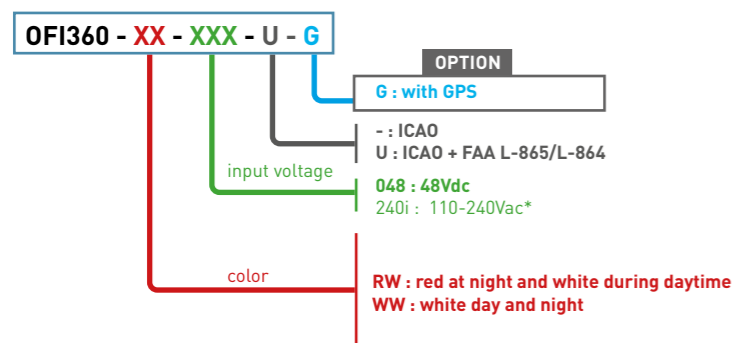 OFI360 - XX - XXX - U - G
OPTION
G : with GPS
- : ICAO
U : ICAO + FAA L-865/L-864
input voltage
048 : 48Vdc
240i : 110-240Vac*
color
RW : red at night and white during daytime
WW : white day and night